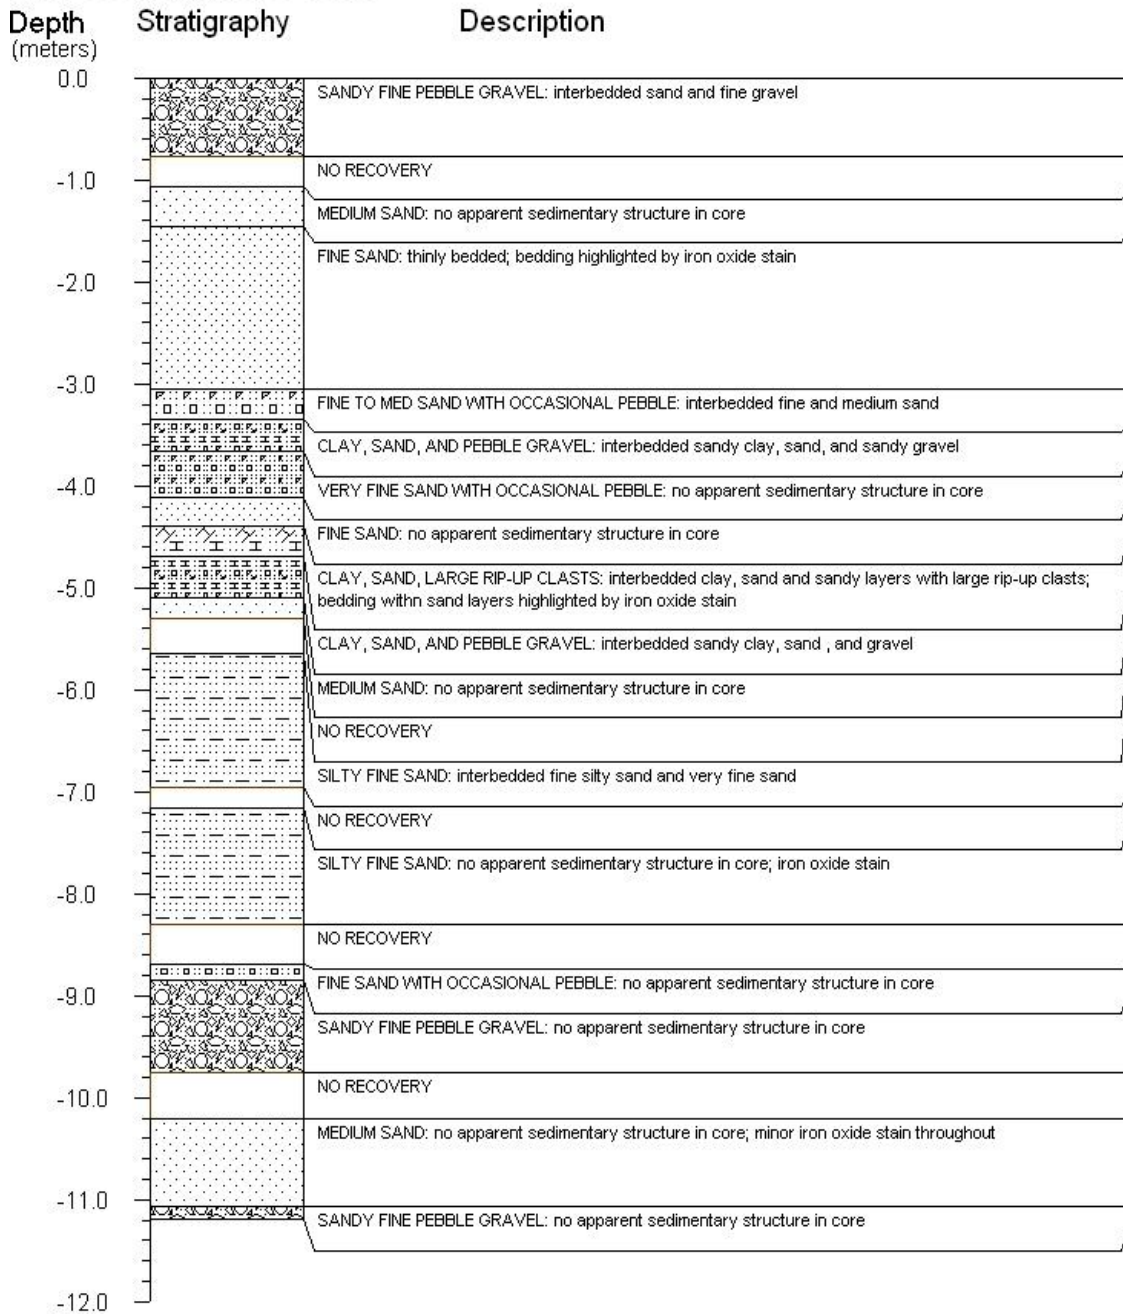 Depth Stratigraphy Description
(meters)
0.0
SANDY FINE PEBBLE GRAVEL: interbedded sand and fine gravel
NO RECOVERY
-1.0
MEDIUM SAND: no apparent sedimentary structure in core
FINE SAND: thinly bedded; bedding highlighted by iron oxide stain
-2.0
-3.0
FINE TO MED SAND WITH OCCASIONAL PEBBLE: interbedded fine and medium sand
CLAY, SAND, AND PEBBLE GRAVEL: interbedded sandy clay, sand, and sandy gravel
-4.0
VERY FINE SAND WITH OCCASIONAL PEBBLE: no apparent sedimentary structure in core
FINE SAND: no apparent sedimentary structure in core
CLAY, SAND, LARGE RIP-UP CLASTS: interbedded clay, sand and sandy layers with large rip-up clasts;
-5.0
bedding withn sand layers highlighted by iron oxide stain
CLAY, SAND, AND PEBBLE GRAVEL: interbedded sandy clay, sand , and gravel
-6.0
MEDIUM SAND: no apparent sedimentary structure in core
NO RECOVERY
SILTY FINE SAND: interbedded fine silty sand and very fine sand
-7.0
NO RECOVERY
SILTY FINE SAND: no apparent sedimentary structure in core; iron oxide stain
-8.0
NO RECOVERY
FINE SAND WITH OCCASIONAL PEBBLE: no apparent sedimentary structure in core
-9.0
SANDY FINE PEBBLE GRAVEL: no apparent sedimentary structure in core
NO RECOVERY
-10.0
MEDIUM SAND: no apparent sedimentary structure in core; minor iron oxide stain throughout
-11.0
SANDY FINE PEBBLE GRAVEL: no apparent sedimentary structure in core
-12.0